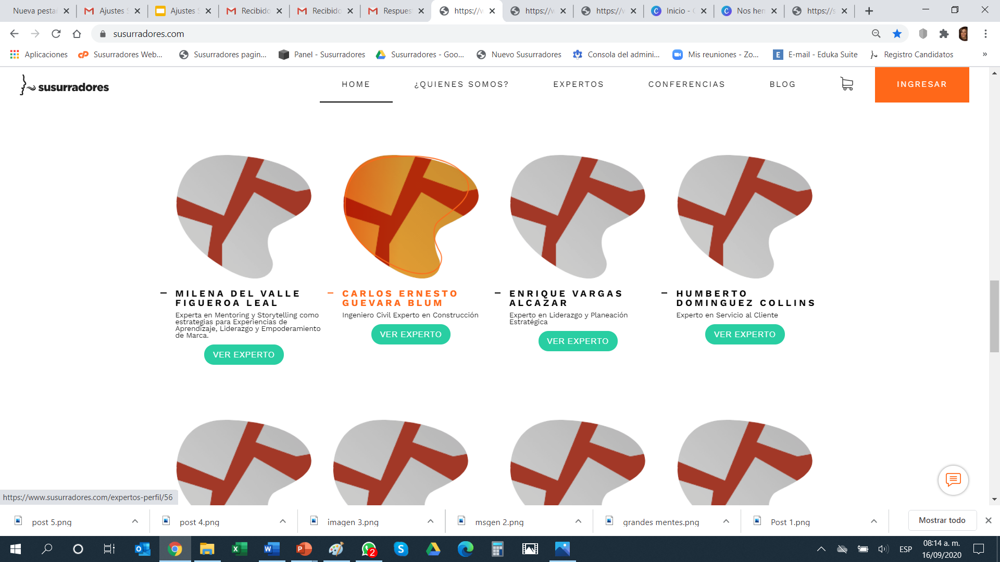 Nueva pesta
Ajustes S
Ajustes S
Recibido
Recibido
Respues
https://w
https://w
https://w
Inicio - C
Nos hem
https://s
susurradores.com
Aplicaciones
Susurradores Web...
Susurradores pagin...
Panel - Susurradores
Susurradores - Goo...
Nuevo Susurradores
Consola del admini...
Mis reuniones - Zo...
E-mail - Eduka Suite
Registro Candidatos
»
susurradores
HOME
¿QUIENES SOMOS?
EXPERTOS
CONFERENCIAS
BLOG
INGRESAR
MILENA DEL VALLE
FIGUEROA LEAL
Experta en Mentoring y Storytelling como
estrategias para Experiencias de
Aprendizaje, Liderazgo y Empoderamiento
de Marca.
VER EXPERTO
CARLOS ERNESTO
GUEVARA BLUM
Ingeniero Civil Experto en Construcción
VER EXPERTO
ENRIQUE VARGAS
ALCAZAR
Experto en Liderazgo y Planeación
Estratégica
VER EXPERTO
HUMBERTO
DOMINGUEZ COLLINS
Experto en Servicio al Cliente
VER EXPERTO
https://www.susurradores.com/expertos-perfil/56
post 5.png
post 4.png
imagen 3.png
msgen 2.png
grandes mentes.png
Post 1.png
Mostrar todo
2
ESP
08:14 a. m.
16/09/2020